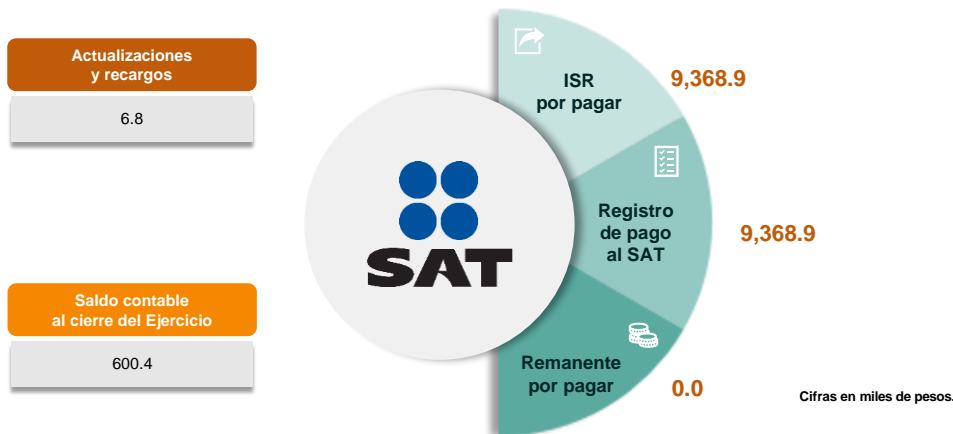 Actualizaciones
y recargos
6.8
Saldo contable
al cierre del Ejercicio
600.4
SAT
ISR
por pagar
9,368.9
Registro
de pago
al SAT
9,368.9
Remanente
por pagar
0.0
Cifras en miles de pesos.